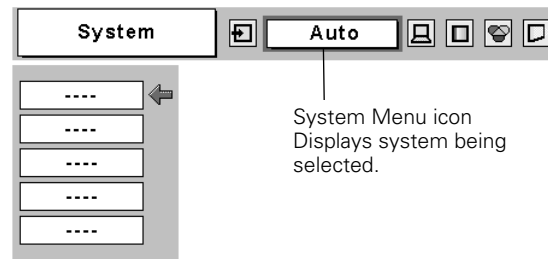 System
Auto
----
----
----
----
----
System Menu icon
Displays system being
selected.